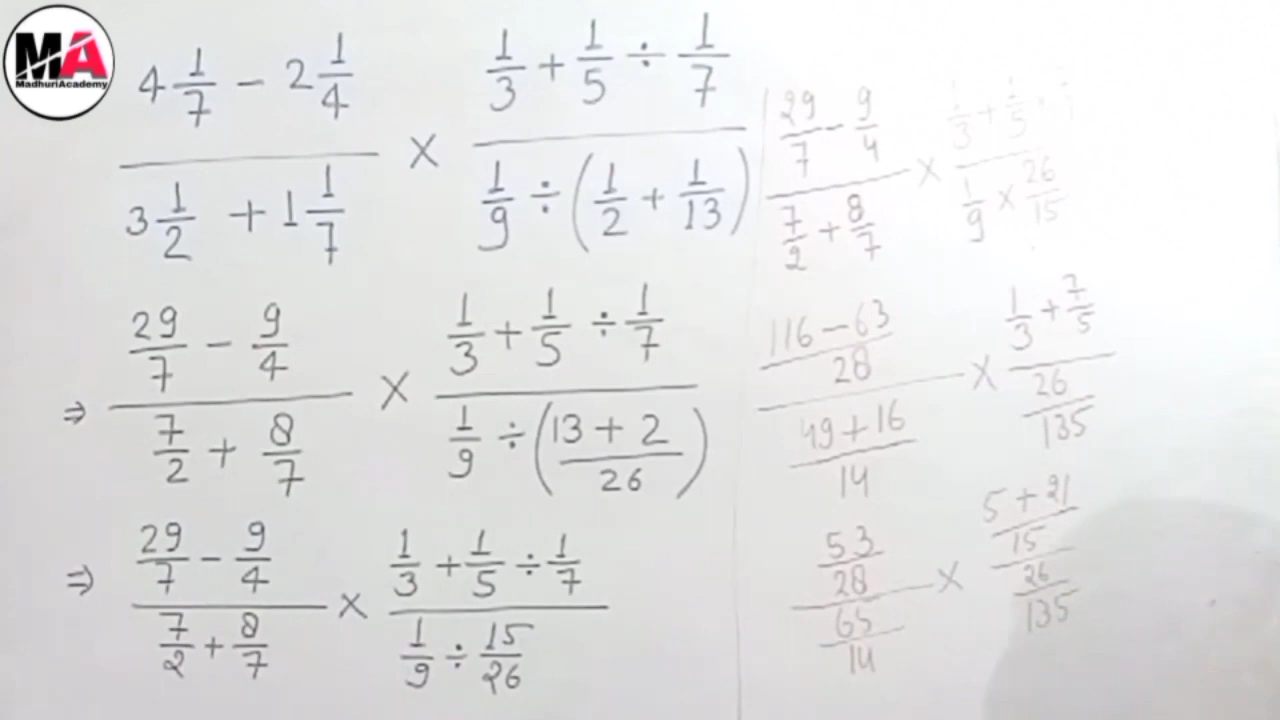 MA
MadhuriAcademy
4 1/7 - 2 1/4 / 3 1/2 + 1 1/7 × 1/3 + 1/5 ÷ 1/7 / 1/9 ÷ (1/2 + 1/13)
⇒ 29/7 - 9/4 / 7/2 + 8/7 × 1/3 + 1/5 ÷ 1/7 / 1/9 ÷ (13 + 2/26)
⇒ 29/7 - 9/4 / 7/2 + 8/7 × 1/3 + 1/5 ÷ 1/7 / 1/9 ÷ 15/26
29/7 - 9/4 / 7/2 + 8/7 × 1/3 + 1/5 / 1/9 × 26/15
116 - 63/28 / 49 + 16/14 × 1/3 + 7/5 / 26/135
53/28 / 65/14 × 5 + 21/15 / 26/135